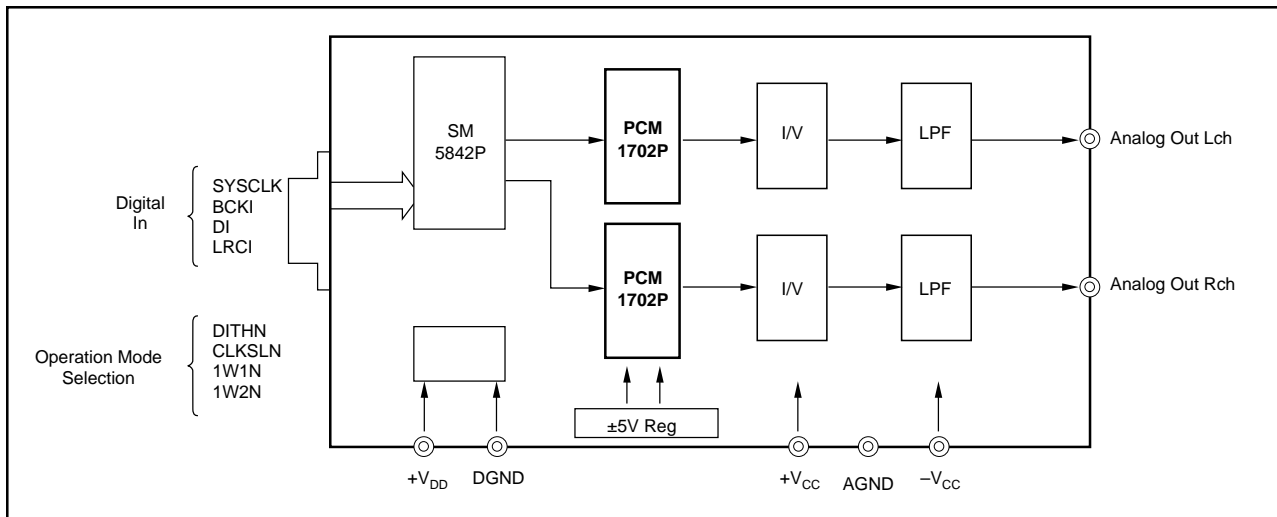 SM
5842P
PCM
1702P
I/V
LPF
Analog Out Lch
Digital
In
SYSCLK
BCKI
DI
LRCI
PCM
1702P
I/V
LPF
Analog Out Rch
Operation Mode
Selection
DITHN
CLKSLN
1W1N
1W2N
±5V Reg
+VDD
DGND
+VCC
AGND
–VCC